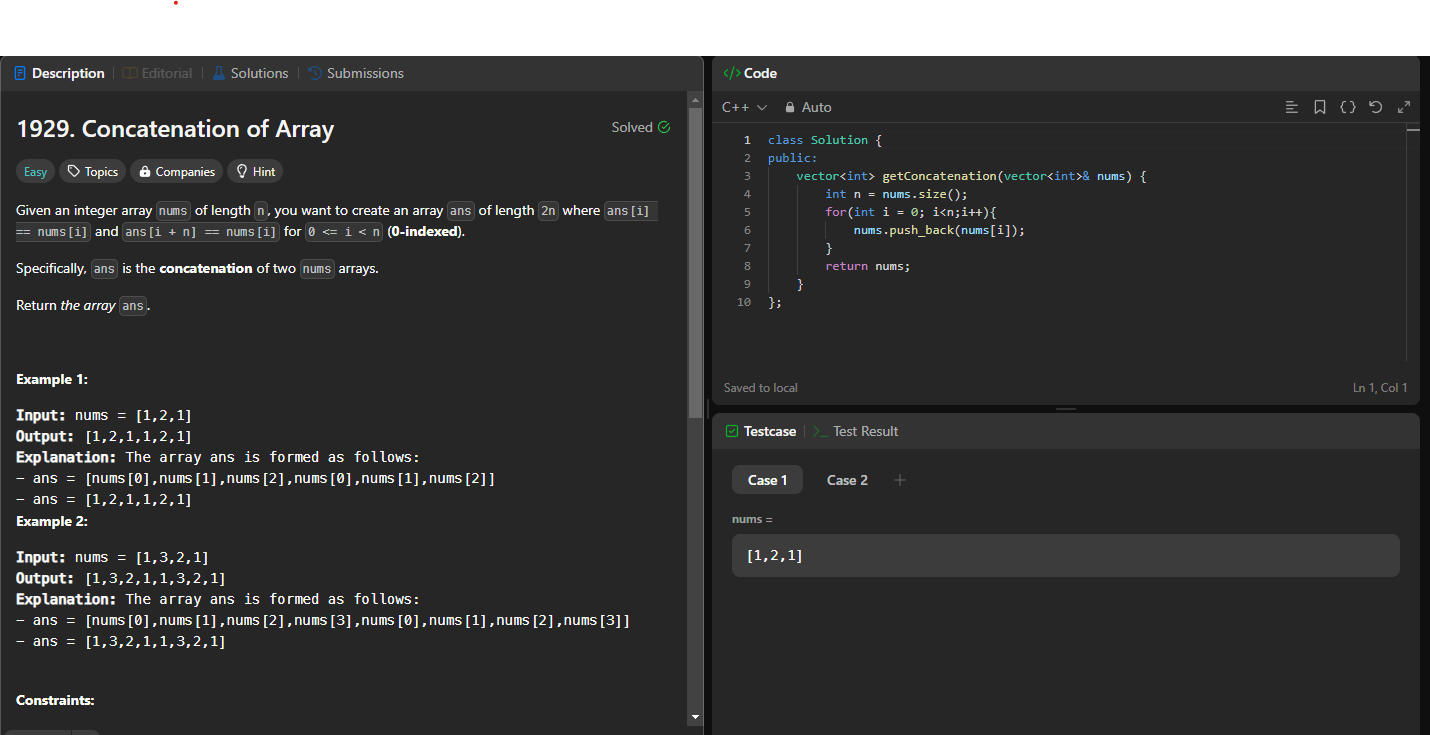 Description
Editorial
Solutions
Submissions
1929. Concatenation of Array
Solved
Easy
Topics
Companies
Hint
Given an integer array nums of length n, you want to create an array ans of length 2n where ans[i]
== nums[i] and ans[i + n] == nums[i] for 0 <= i < n (0-indexed).
Specifically, ans is the concatenation of two nums arrays.
Return the array ans.
Example 1:
Input: nums = [1,2,1]
Output: [1,2,1,1,2,1]
Explanation: The array ans is formed as follows:
- ans = [nums[0],nums[1],nums[2],nums[0],nums[1],nums[2]]
- ans = [1,2,1,1,2,1]
Example 2:
Input: nums = [1,3,2,1]
Output: [1,3,2,1,1,3,2,1]
Explanation: The array ans is formed as follows:
- ans = [nums[0],nums[1],nums[2],nums[3],nums[0],nums[1],nums[2],nums[3]]
- ans = [1,3,2,1,1,3,2,1]
Constraints:
</> Code
C++
Auto
1 class Solution {
2 public:
3     vector<int> getConcatenation(vector<int>& nums) {
4         int n = nums.size();
5         for(int i = 0; i<n;i++){
6             nums.push_back(nums[i]);
7         }
8         return nums;
9     }
10 };
Saved to local
Ln 1, Col 1
Testcase
>_ Test Result
Case 1
Case 2
+
nums =
[1,2,1]